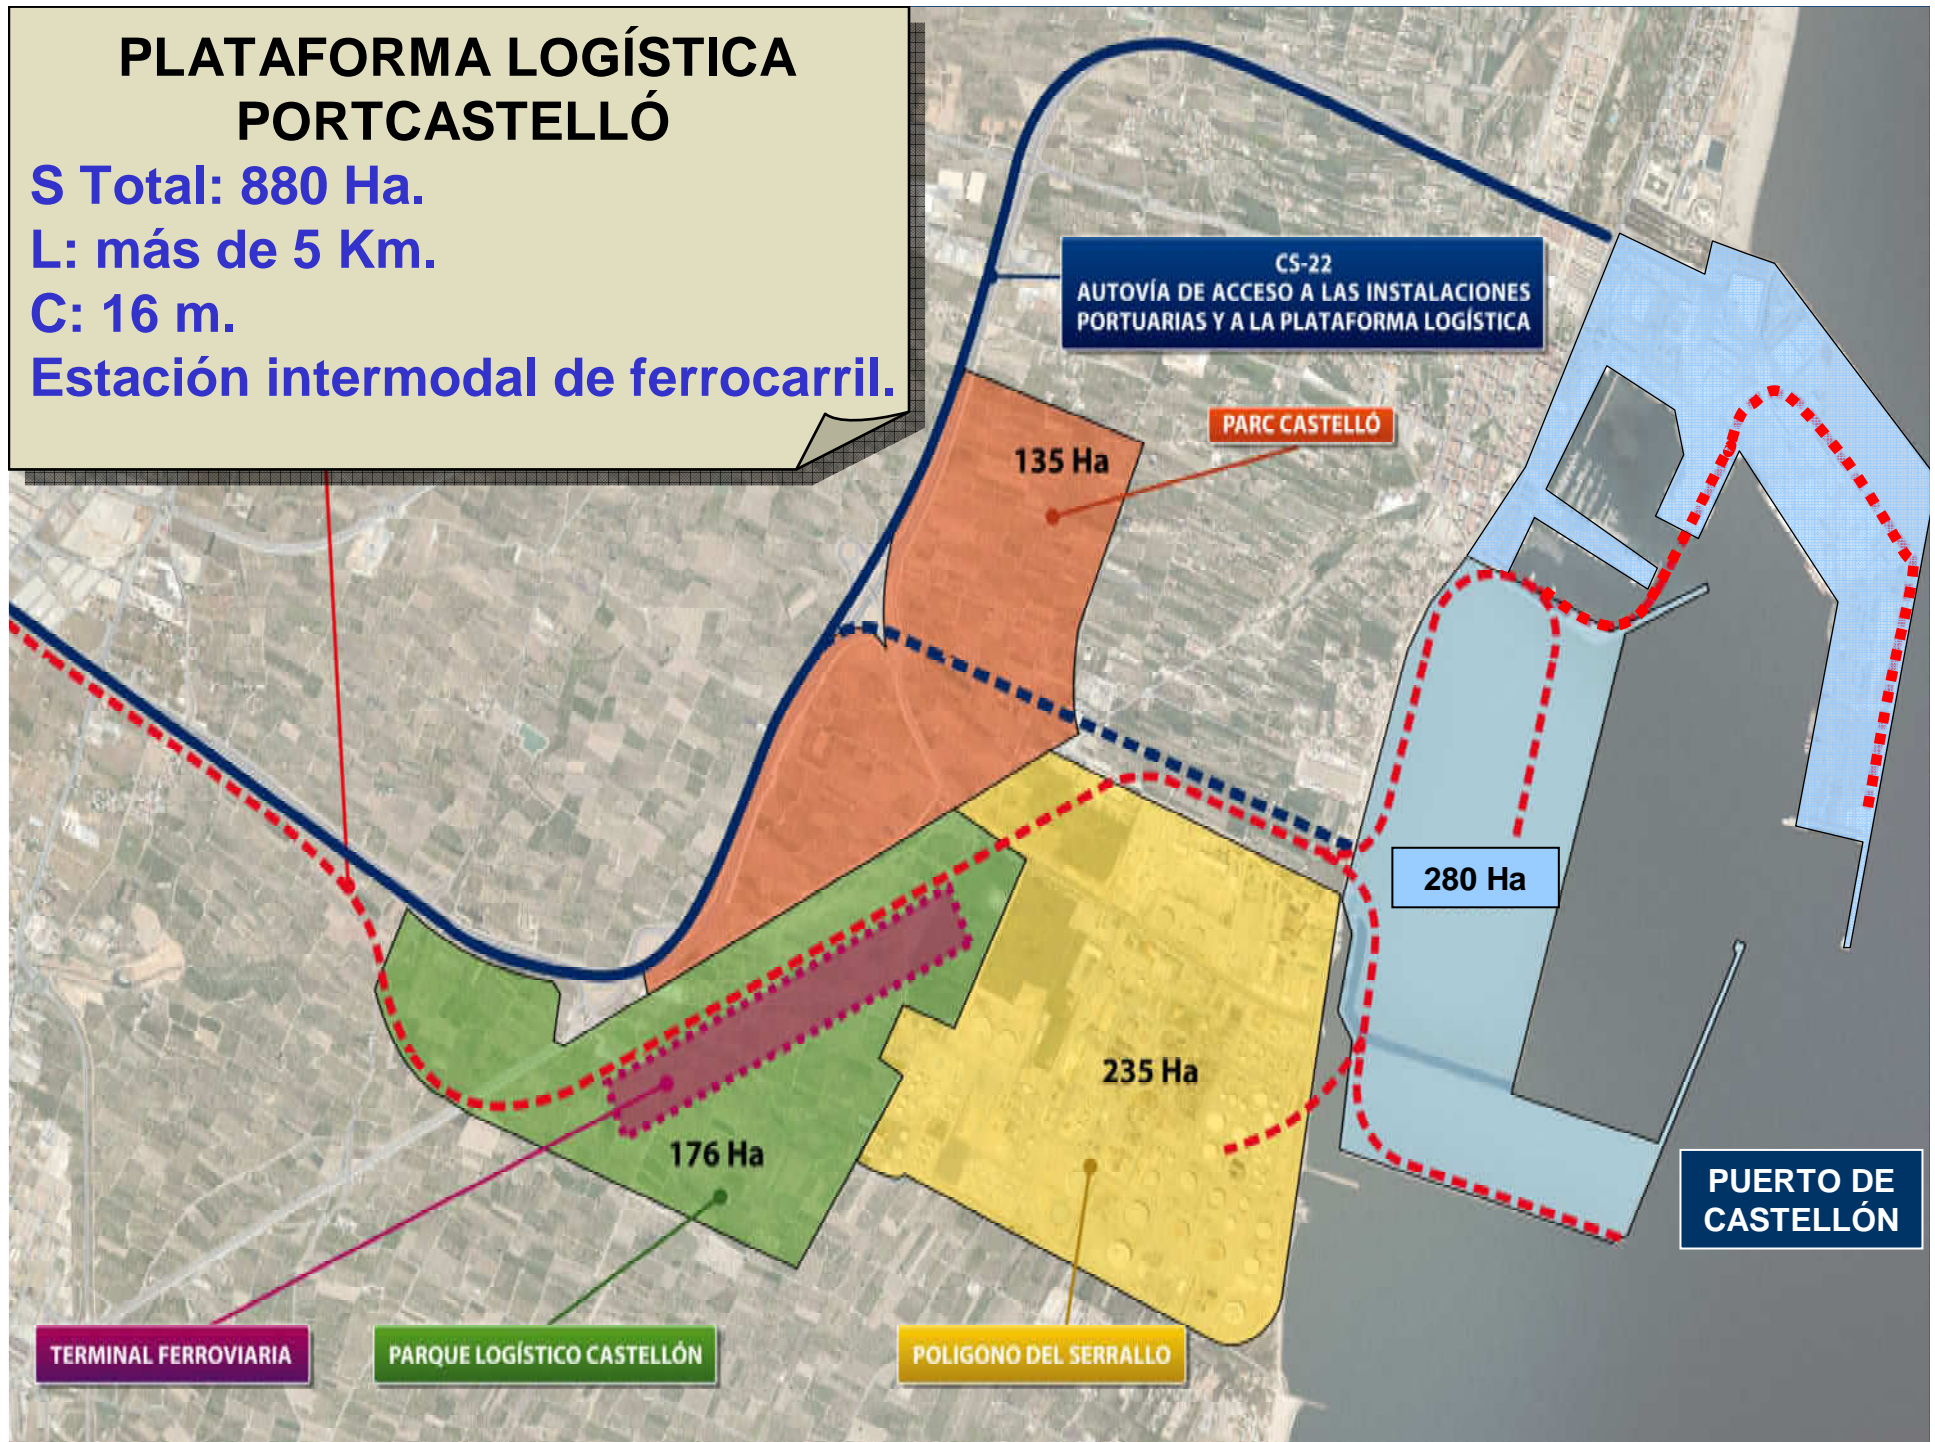 PLATAFORMA LOGÍSTICA
PORTCASTELLÓ
S Total: 880 Ha.
L: más de 5 Km.
C: 16 m.
Estación intermodal de ferrocarril.
CS-22
AUTOVÍA DE ACCESO A LAS INSTALACIONES
PORTUARIAS Y A LA PLATAFORMA LOGÍSTICA
PARC CASTELLÓ
135 Ha
280 Ha
235 Ha
176 Ha
PUERTO DE
CASTELLÓN
TERMINAL FERROVIARIA
PARQUE LOGÍSTICO CASTELLÓN
POLIGONO DEL SERRALLO